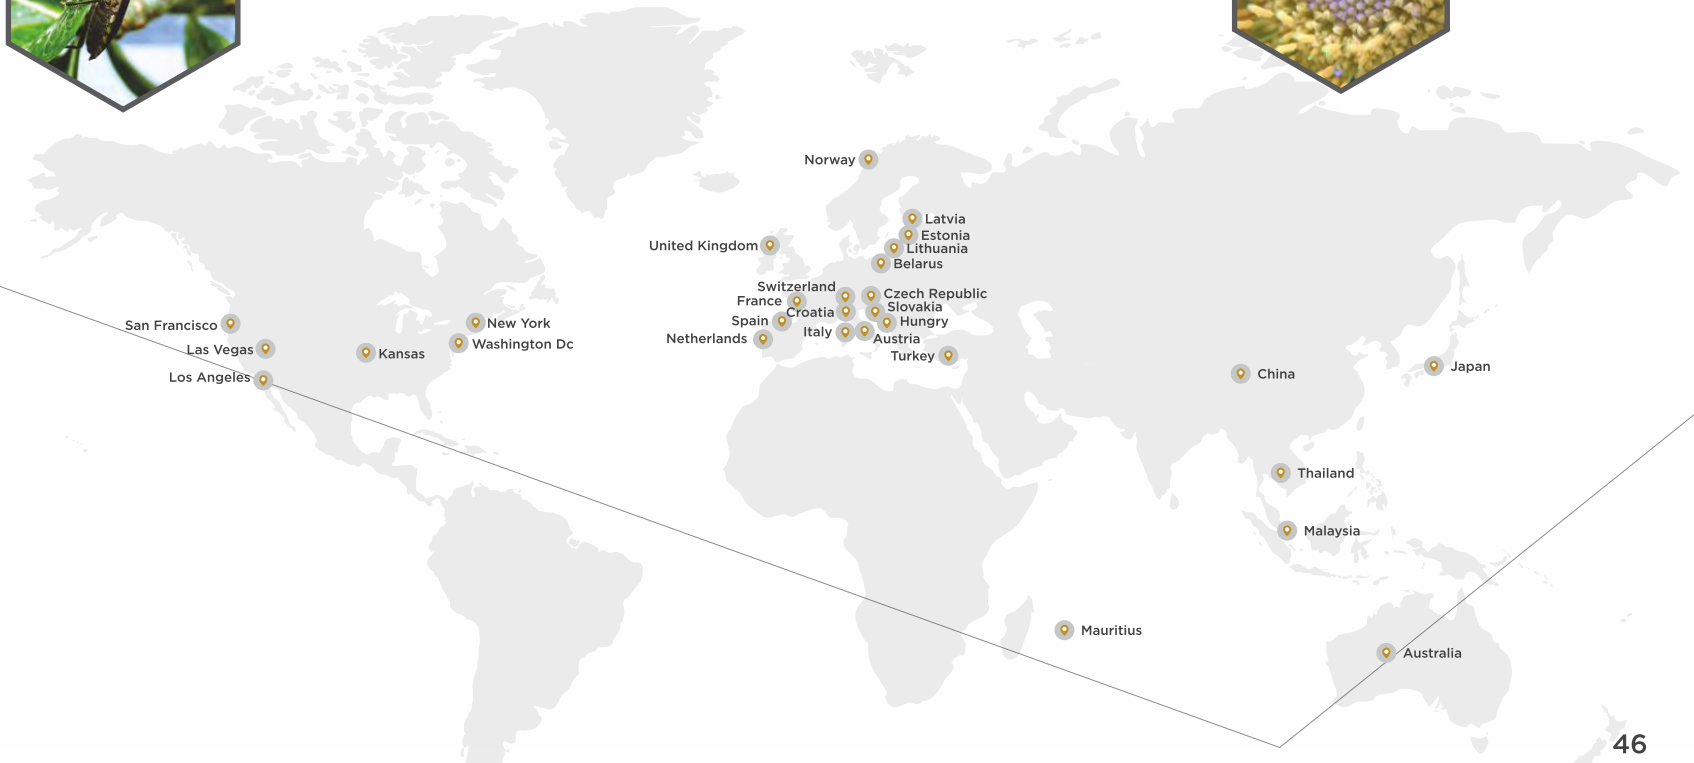 Norway
Latvia
Estonia
United Kingdom
Lithuania
Belarus
Switzerland
Czech Republic
France
Slovakia
Croatia
Spain
Hungry
San Francisco
New York
Italy
Netherlands
Austria
Washington Dc
Las Vegas
Kansas
Turkey
Japan
China
Los Angeles
Thailand
Malaysia
Mauritius
Australia
46